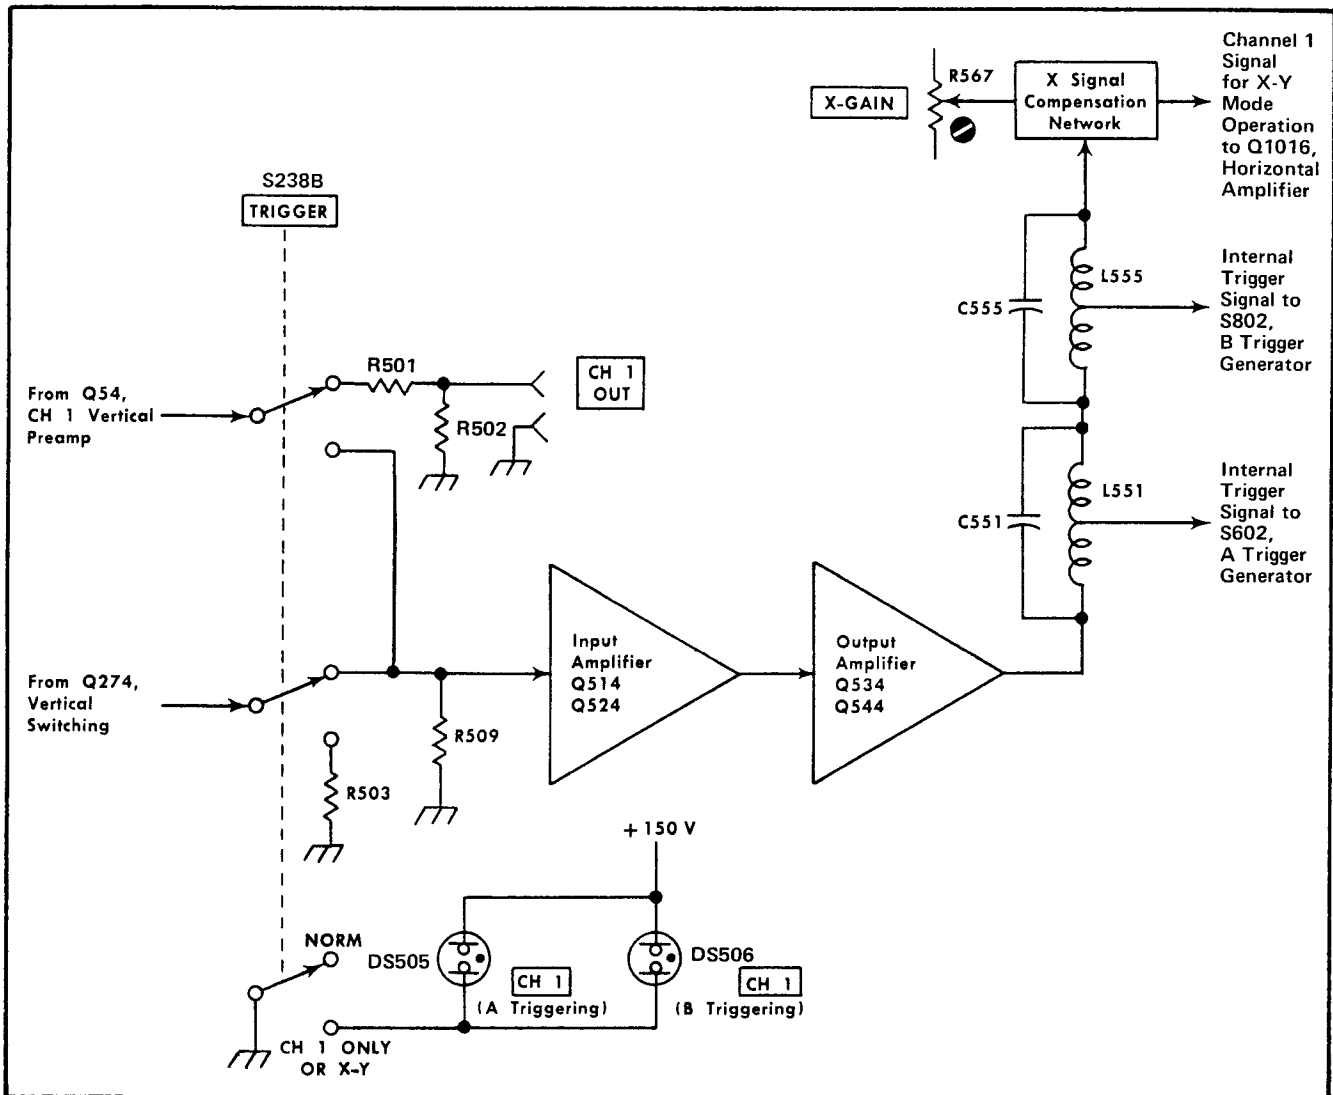 Channel 1
Signal
for X-Y
Mode
Operation
to Q1016,
Horizontal
Amplifier
R567
X-GAIN
X Signal
Compensation
Network
S238B
TRIGGER
Internal
Trigger
Signal to
S802,
B Trigger
Generator
L555
C555
R501
CH 1
OUT
From Q54,
CH 1 Vertical
Preamp
R502
Internal
Trigger
Signal to
S602,
A Trigger
Generator
L551
C551
Input
Amplifier
Q514
Q524
Output
Amplifier
Q534
Q544
From Q274,
Vertical
Switching
R509
R503
+150 V
NORM
DS505
CH 1
(A Triggering)
DS506
CH 1
(B Triggering)
CH 1 ONLY
OR X-Y